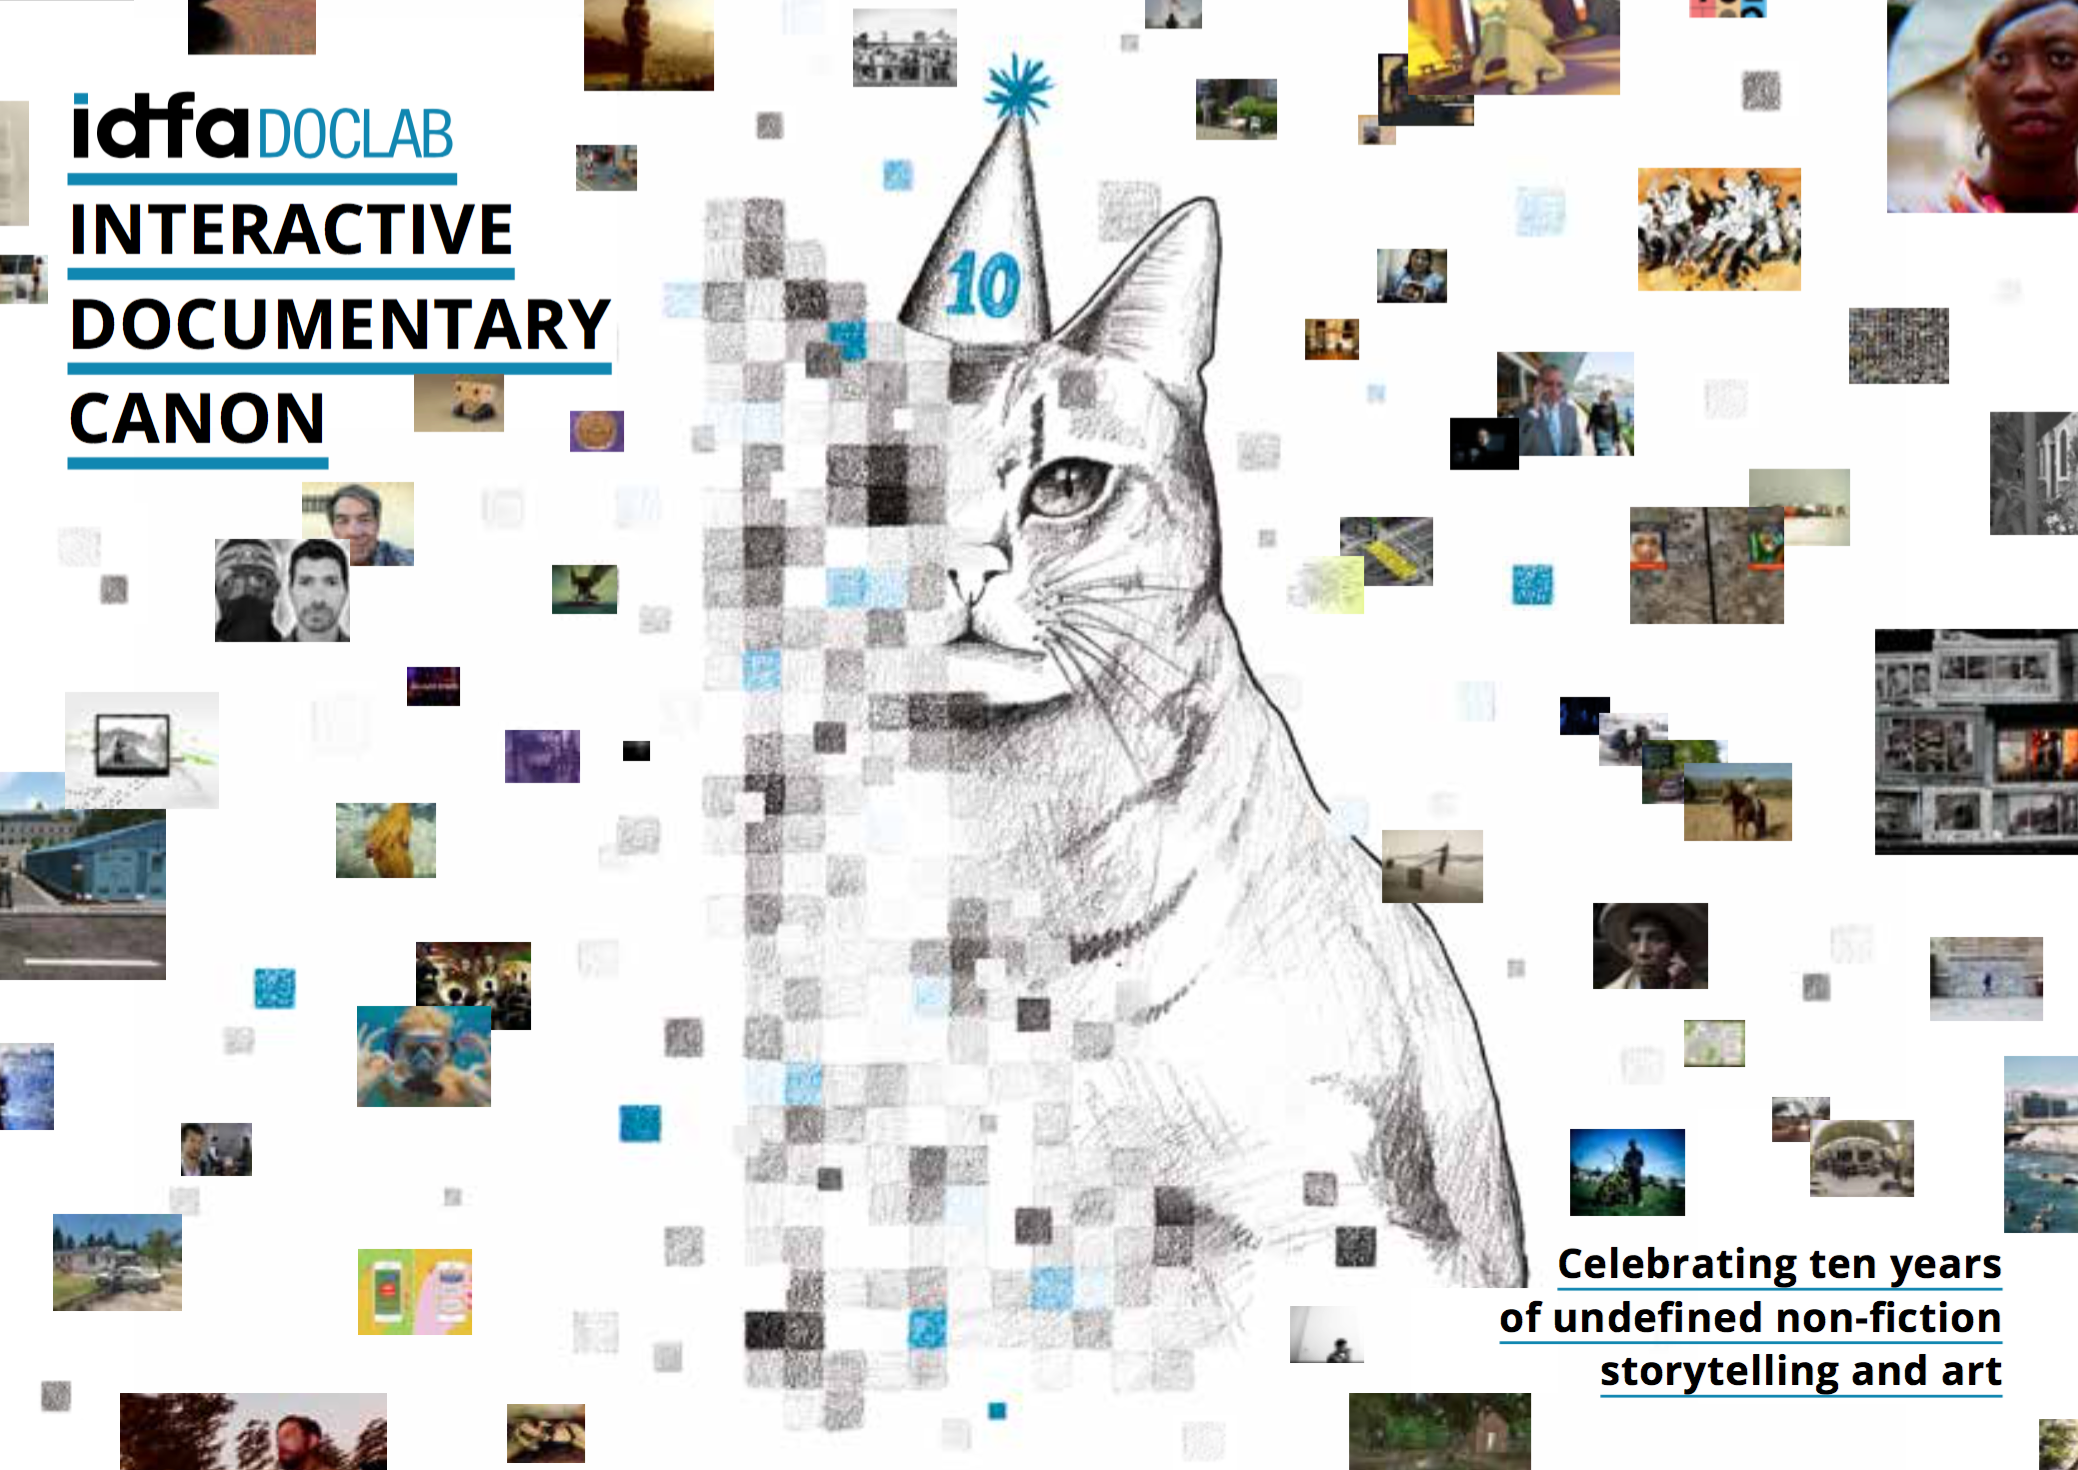 idfa DOCLAB
INTERACTIVE
DOCUMENTARY
CANON
10
Celebrating ten years
of undefined non-fiction
storytelling and art